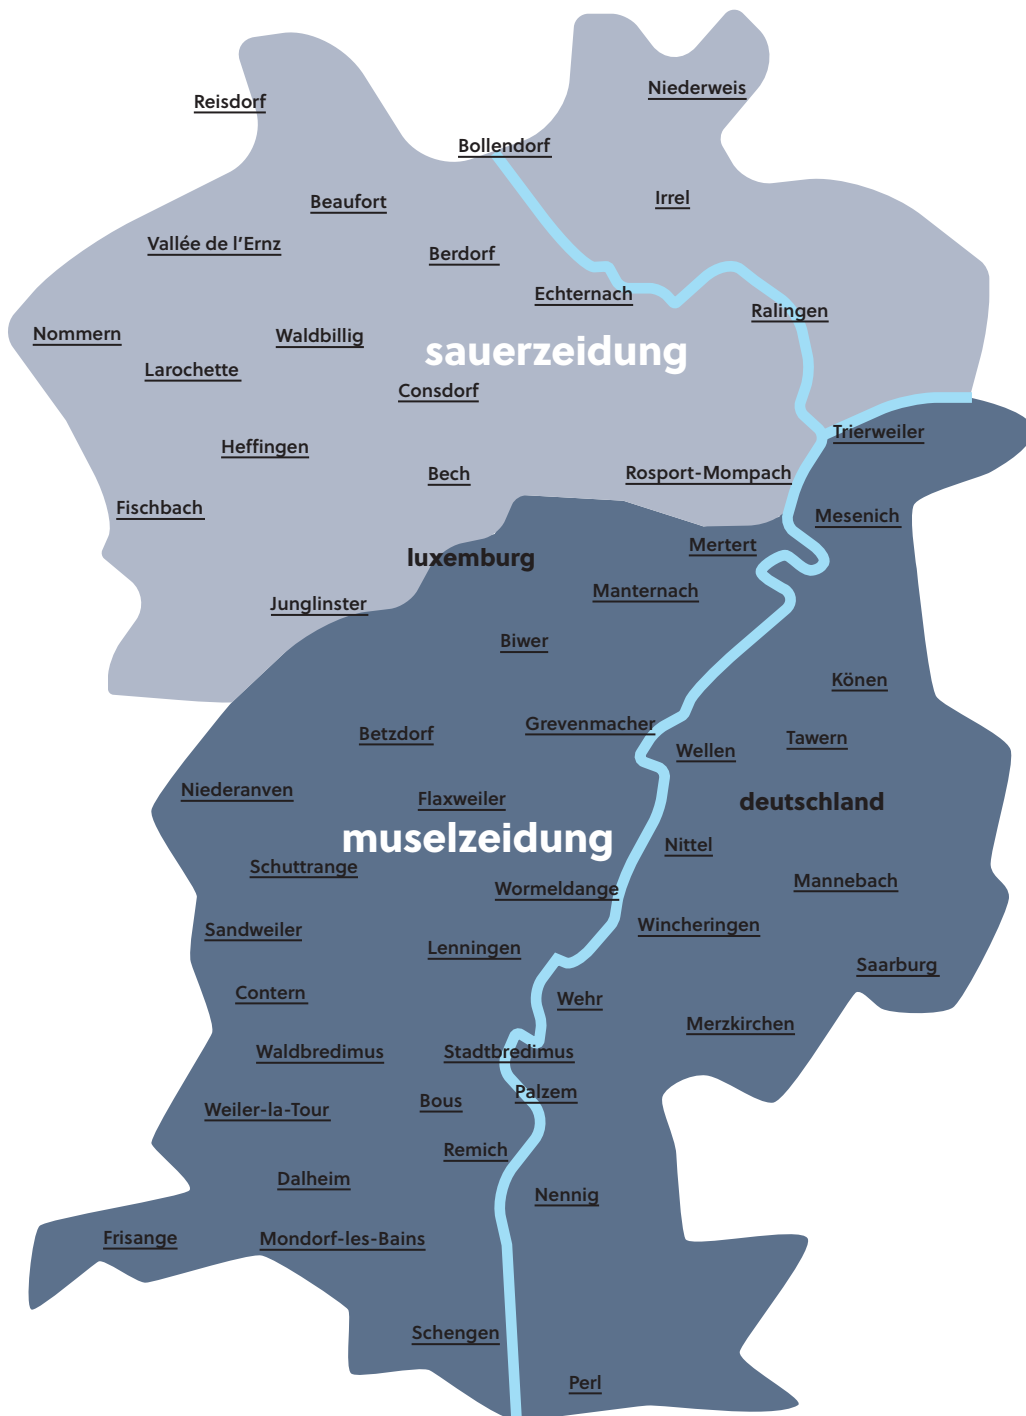 Niederweis
Reisdorf
Bollendorf
Irrel
Beaufort
Vallée de l'Ernz
Berdorf
Echternach
Ralingen
Nommern
Waldbillig
sauerzeidung
Larochette
Consdorf
Trierweiler
Heffingen
Bech
Rosport-Mompach
Fischbach
Mesenich
Mertert
luxemburg
Manternach
Junglinster
Biwer
Könen
Grevenmacher
Betzdorf
Tawern
Wellen
Niederanven
Flaxweiler
deutschland
muselzeidung
Nittel
Schuttrange
Mannebach
Wormeldange
Wincheringen
Sandweiler
Lenningen
Saarburg
Contern
Wehr
Merzkirchen
Waldbredimus
Stadtbredimus
Palzem
Bous
Weiler-la-Tour
Remich
Dalheim
Nennig
Frisange
Mondorf-les-Bains
Schengen
Perl